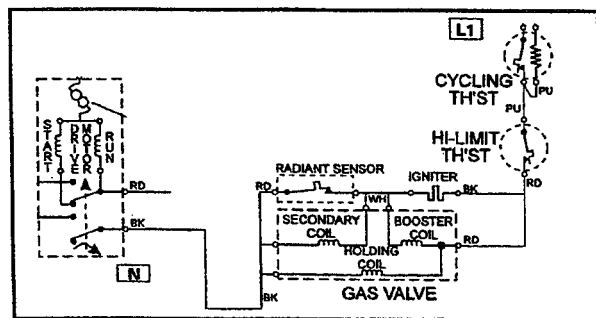 L1
CYCLING
TH'ST
PU
PU
HI-LIMIT
TH'ST
START
DRIVE
MOTOR
RUN
RADIANT SENSOR
IGNITER
RD
RD
BK
RD
WH
BK
SECONDARY
COIL
BOOSTER
COIL
RD
HOLDING
COIL
N
BK
GAS VALVE